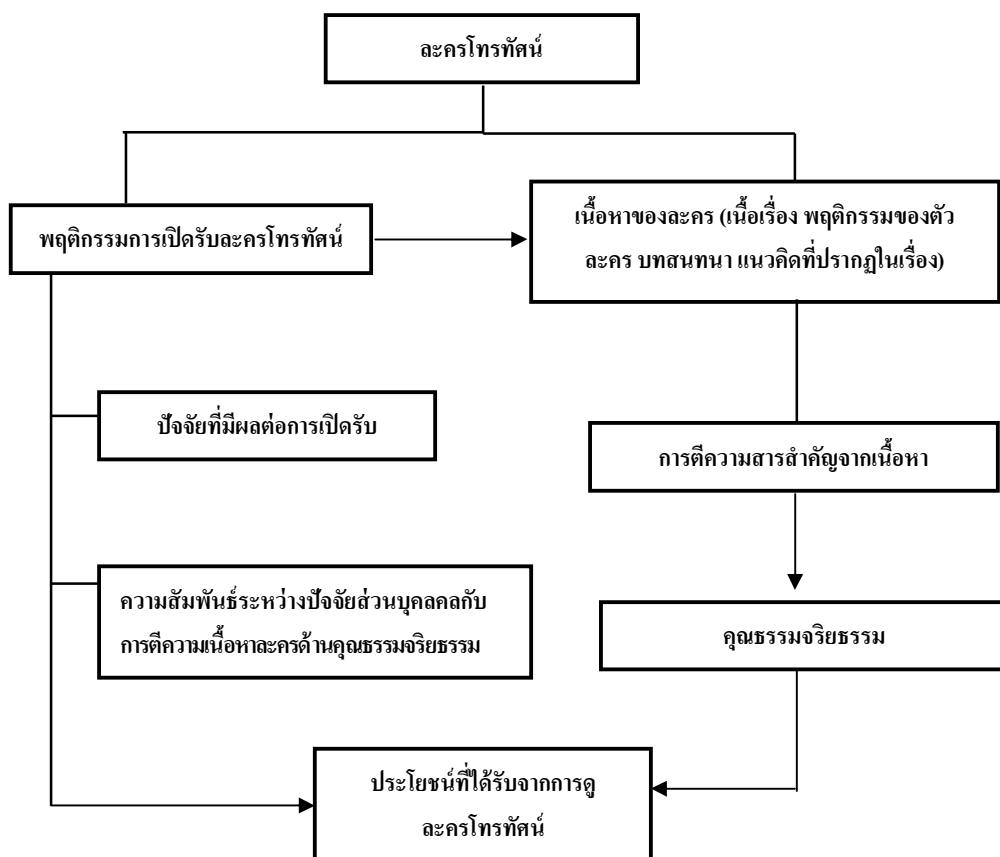 ละครโทรทัศน์
พฤติกรรมการเปิดรับละครโทรทัศน์
เนื้อหาของละคร (เนื้อเรื่อง พฤติกรรมของตัว
ละคร บทสนทนา แนวคิดที่ปรากฏในเรื่อง)
ปัจจัยที่มีผลต่อการเปิดรับ
การตีความสารสำคัญจากเนื้อหา
ความสัมพันธ์ระหว่างปัจจัยส่วนบุคลคลกับ
การตีความเนื้อหาละครด้านคุณธรรมจริยธรรม
คุณธรรมจริยธรรม
ประโยชน์ที่ได้รับจากการดู
ละครโทรทัศน์